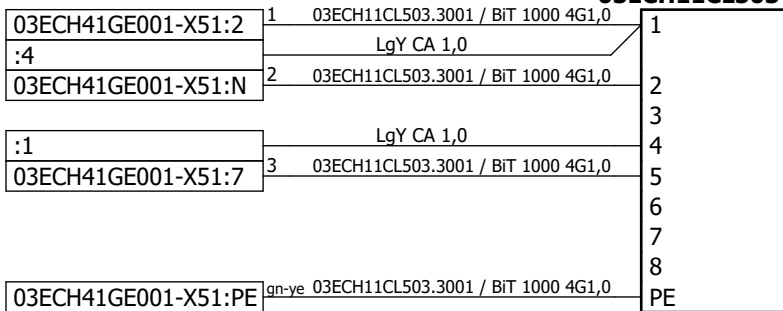 03ECH41GE001-X51:2 1 03ECH11CL503.3001 / BiT 1000 4G1,0 1
:4 LgY CA 1,0
03ECH41GE001-X51:N 2 03ECH11CL503.3001 / BiT 1000 4G1,0 2
3
:1 LgY CA 1,0 4
03ECH41GE001-X51:7 3 03ECH11CL503.3001 / BiT 1000 4G1,0 5
6
7
8
03ECH41GE001-X51:PE gn-ye 03ECH11CL503.3001 / BiT 1000 4G1,0 PE